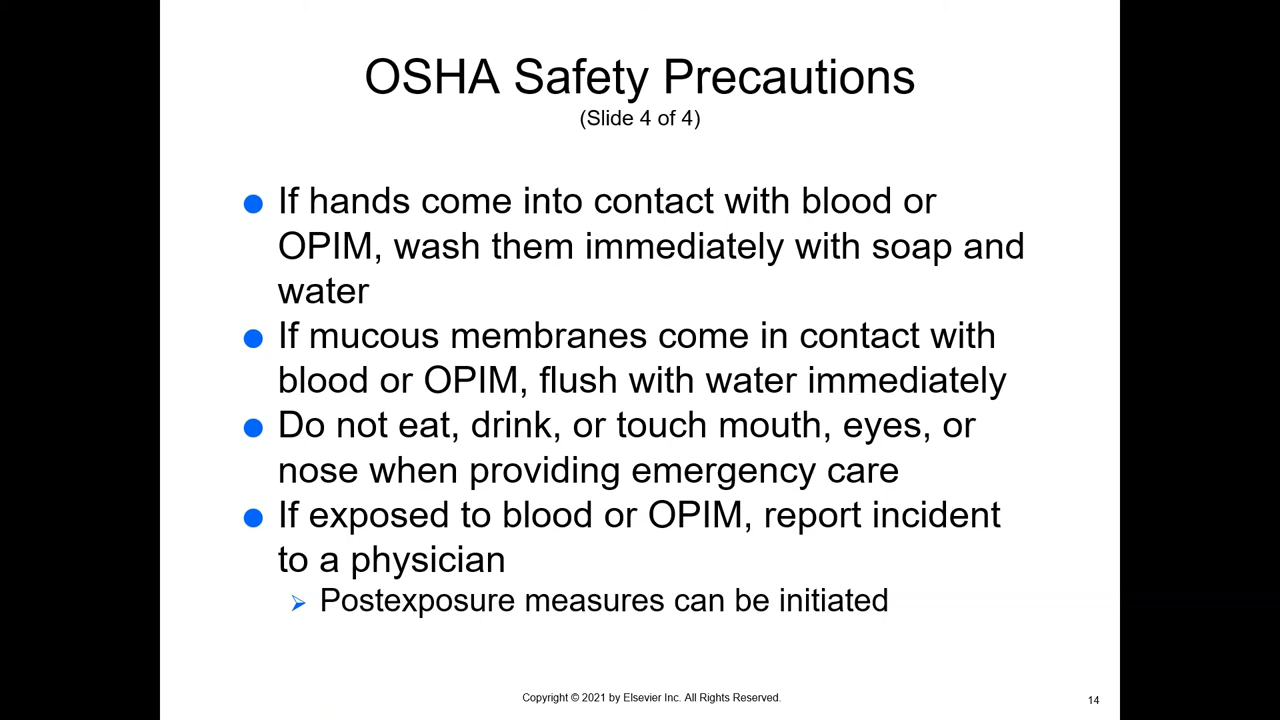 OSHA Safety Precautions
(Slide 4 of 4)
If hands come into contact with blood or
OPIM, wash them immediately with soap and
water
If mucous membranes come in contact with
blood or OPIM, flush with water immediately
Do not eat, drink, or touch mouth, eyes, or
nose when providing emergency care
If exposed to blood or OPIM, report incident
to a physician
Postexposure measures can be initiated
Copyright © 2021 by Elsevier Inc. All Rights Reserved.
14